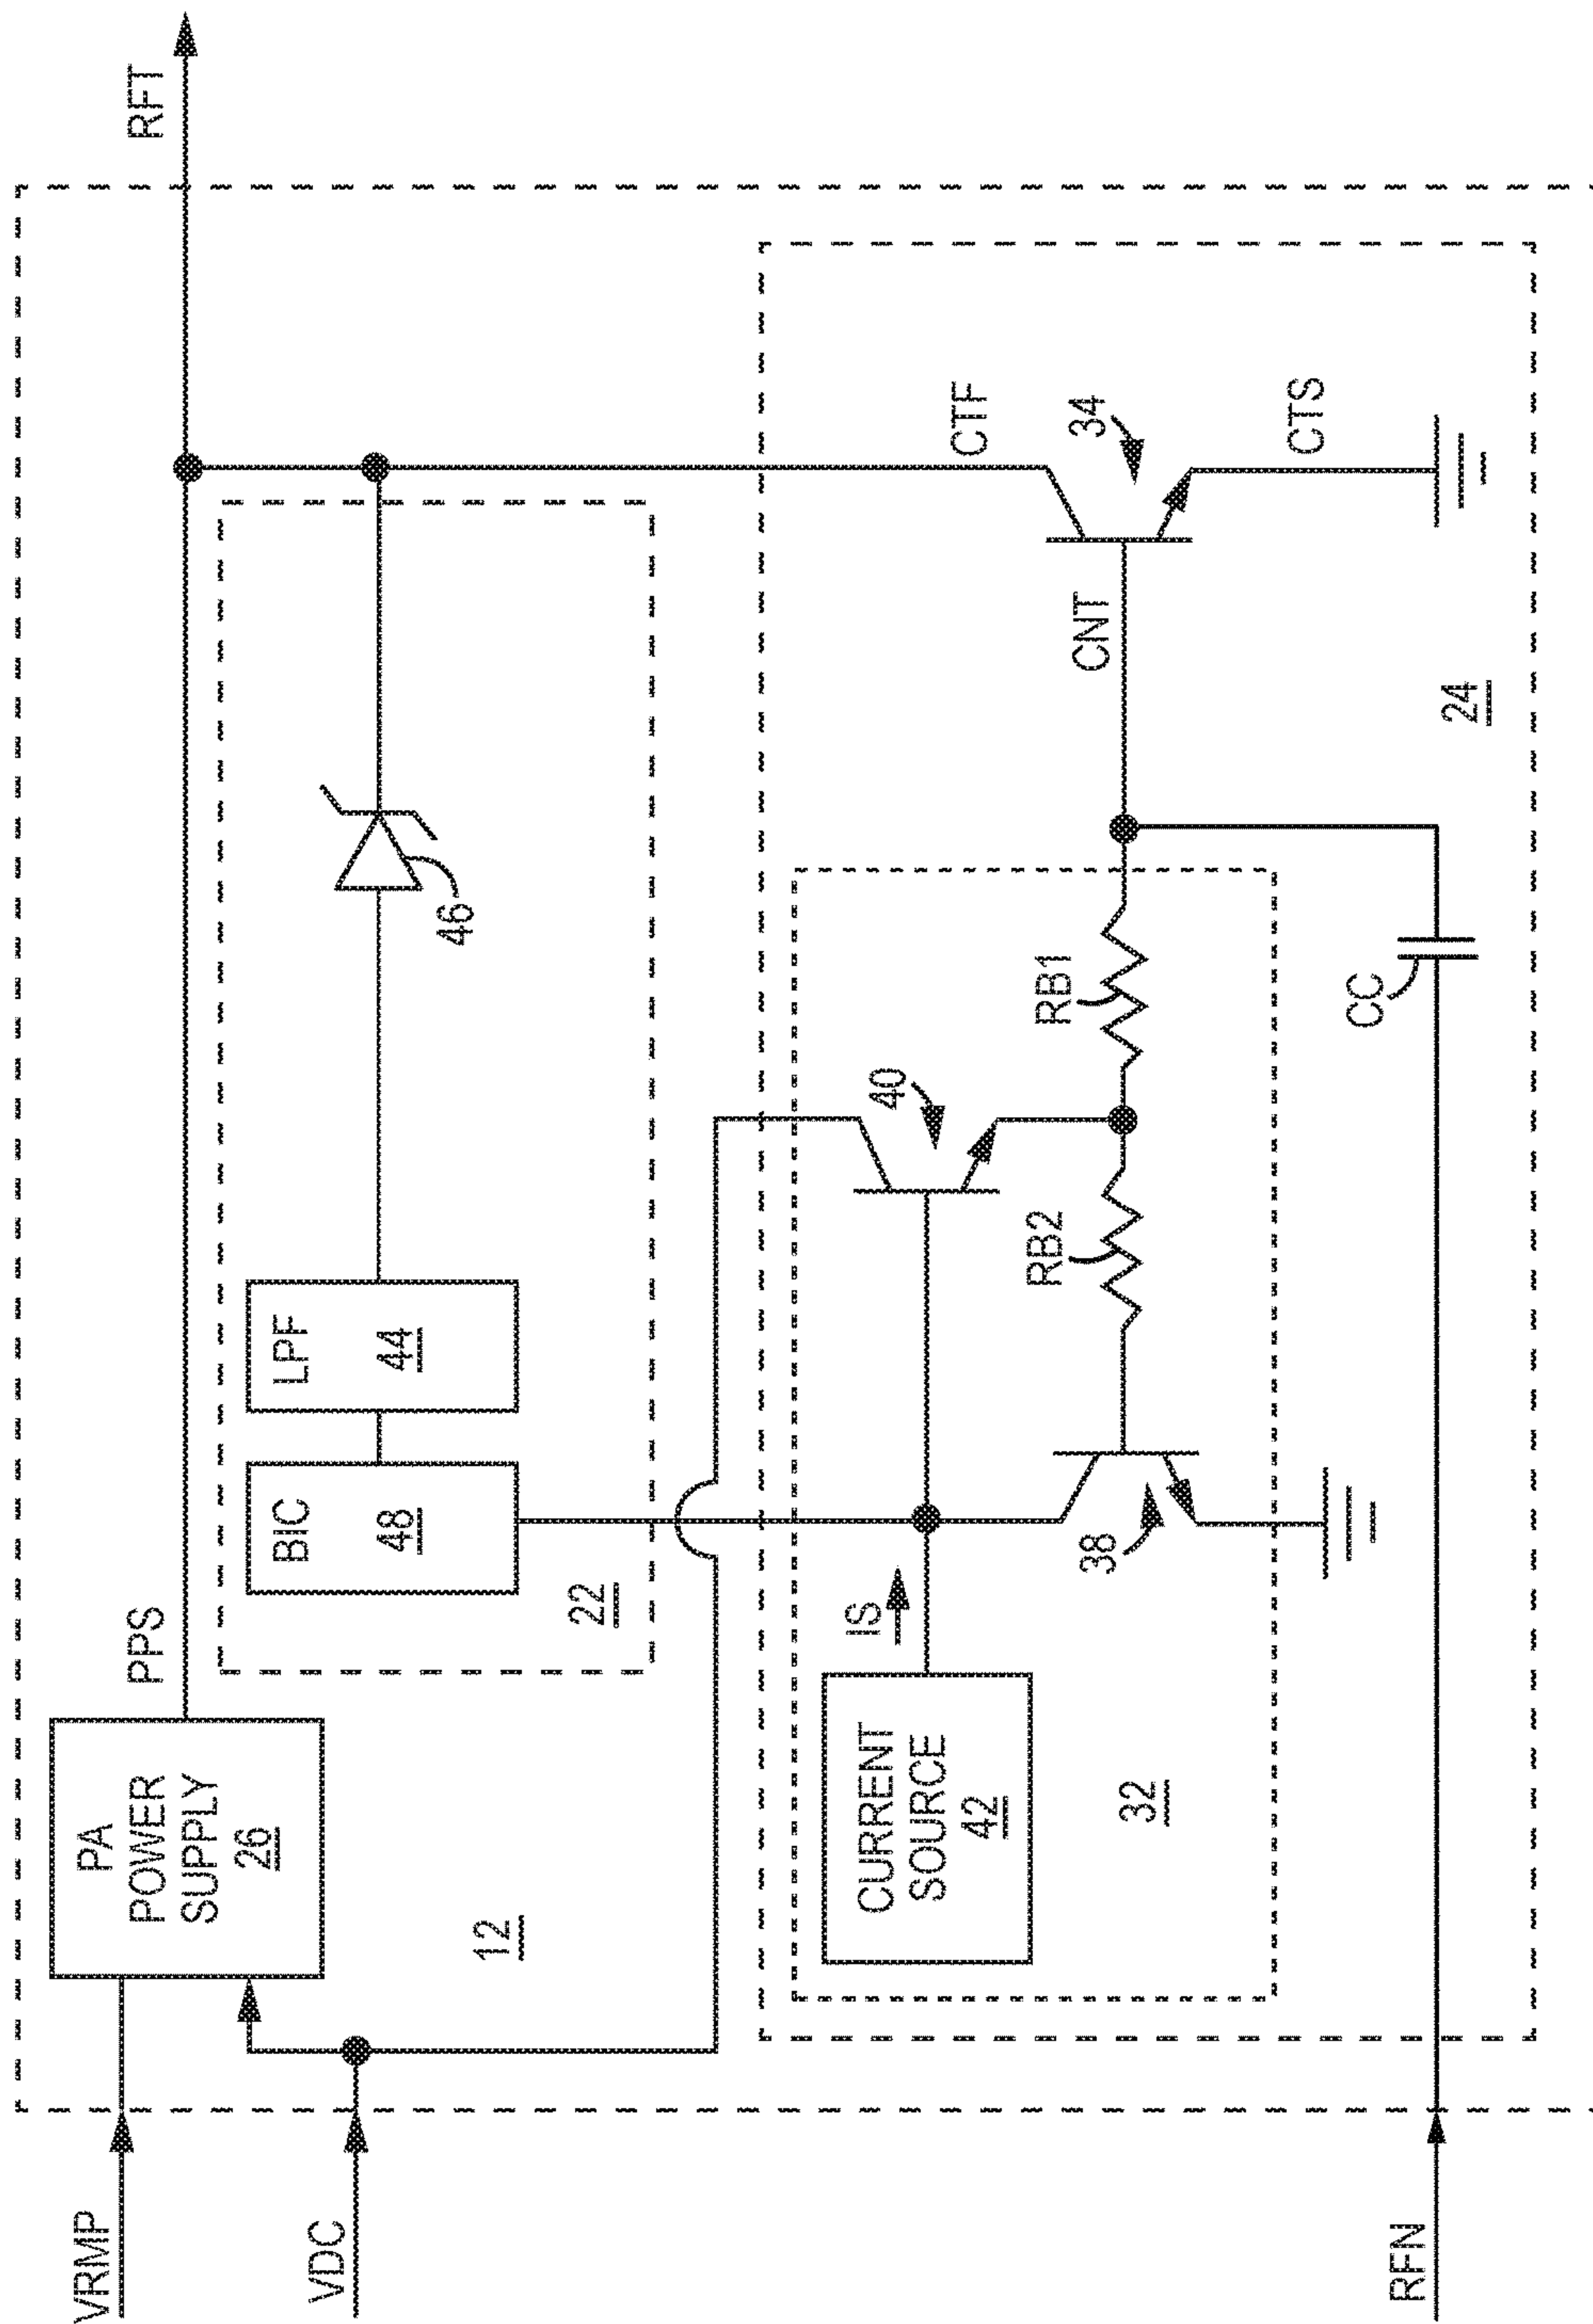 VRMP
PA
POWER
SUPPLY
26
PPS
RFT
VDC
12
BIC
48
LPF
44
46
22
CURRENT
SOURCE
42
IS
40
CTF
32
38
RB2
RB1
CNT
34
CTS
CC
24
RFN